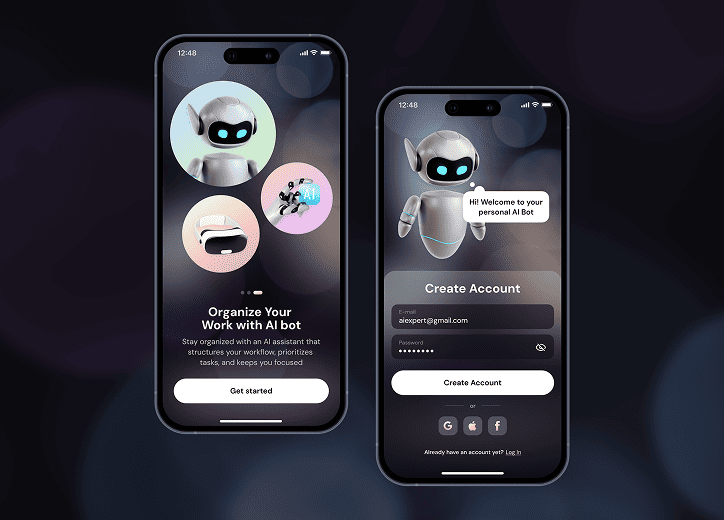 12:48
AI
Organize Your
Work with AI bot
Stay organized with an AI assistant that
structures your workflow, prioritizes
tasks, and keeps you focused
Get started
12:48
Hi! Welcome to your
personal AI Bot
Create Account
E-mail
aiexpert@gmail.com
Password
Create Account
or
Already have an account yet? Log In